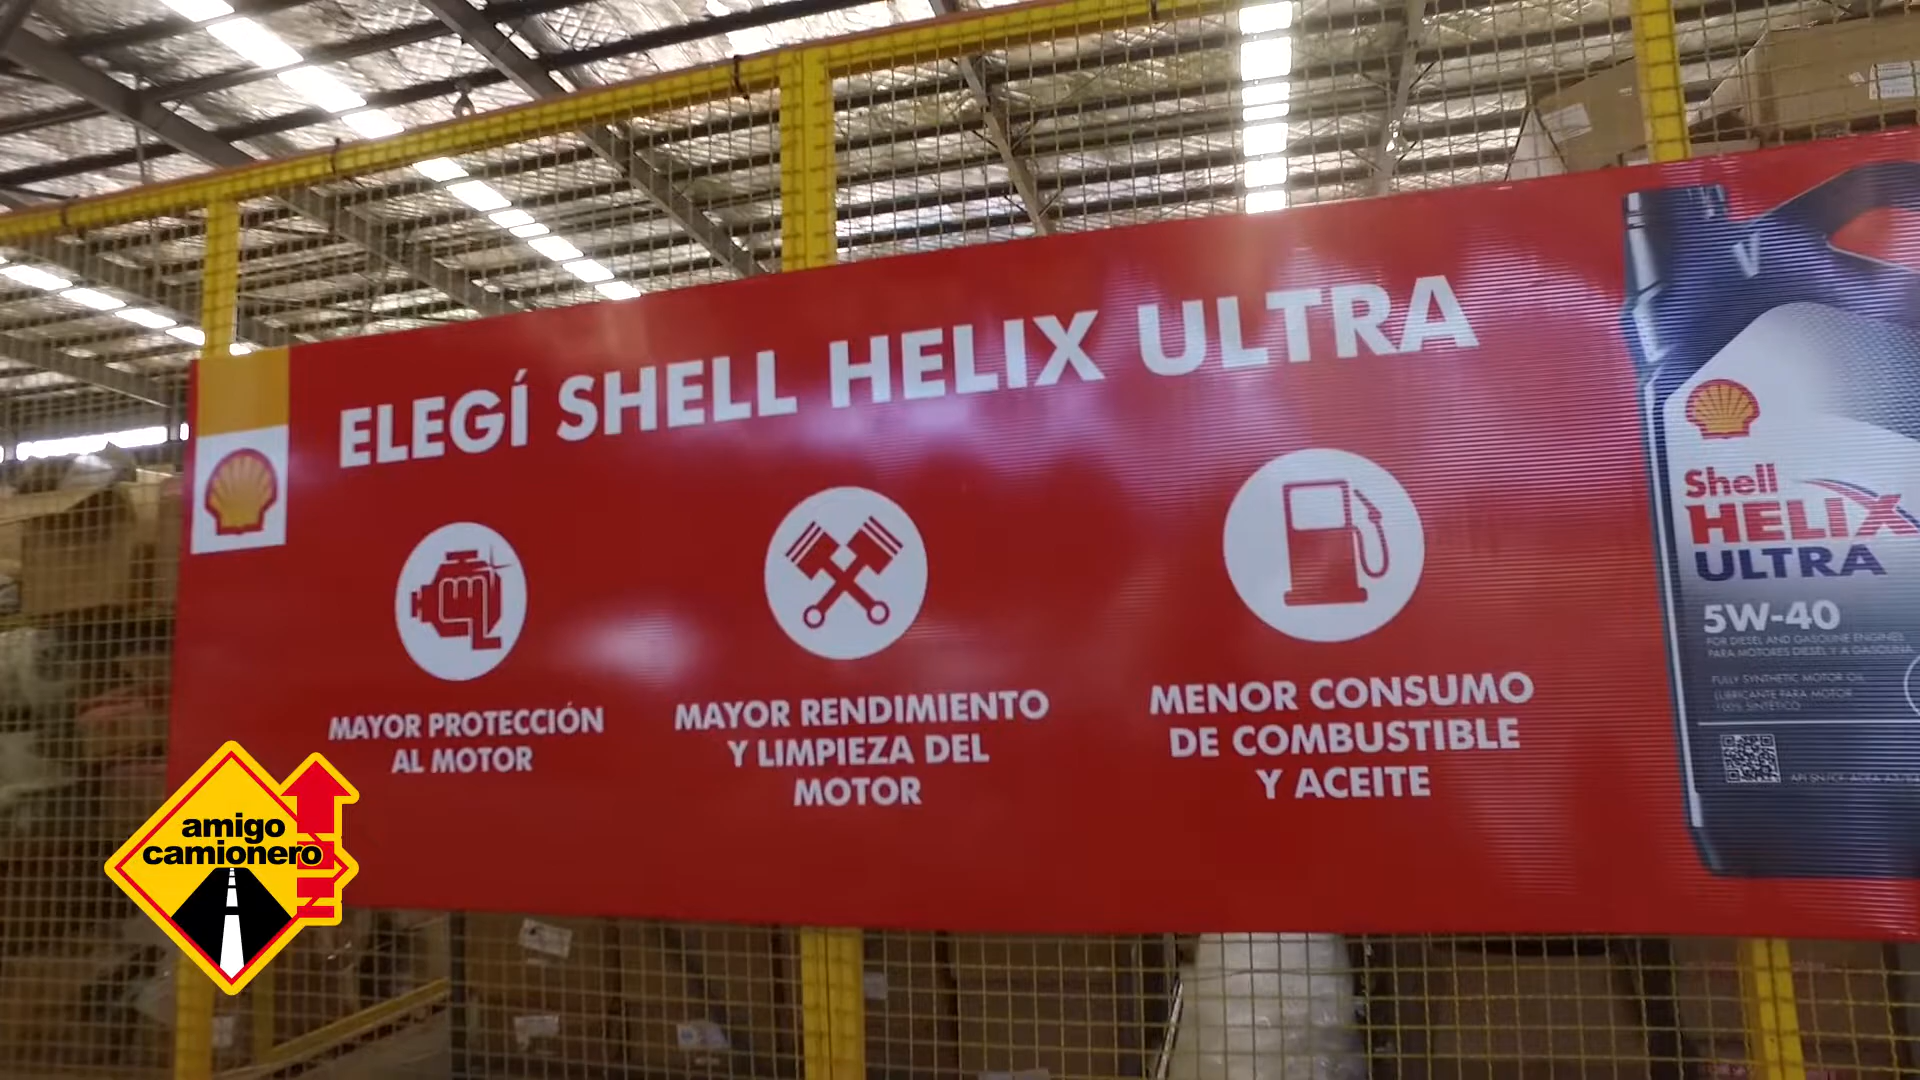 ELEGÍ SHELL HELIX ULTRA
MAYOR PROTECCIÓN
AL MOTOR
MAYOR RENDIMIENTO
Y LIMPIEZA DEL
MOTOR
MENOR CONSUMO
DE COMBUSTIBLE
Y ACEITE
Shell
HELIX
ULTRA
5W-40
FOR DIESEL AND GASOLINE ENGINES
PARA MOTORES DIESEL Y A GASOLINA
FULLY SYNTHETIC MOTOR OIL
LUBRICANTE PARA MOTOR
100% SINTÉTICO
amigo
camionero